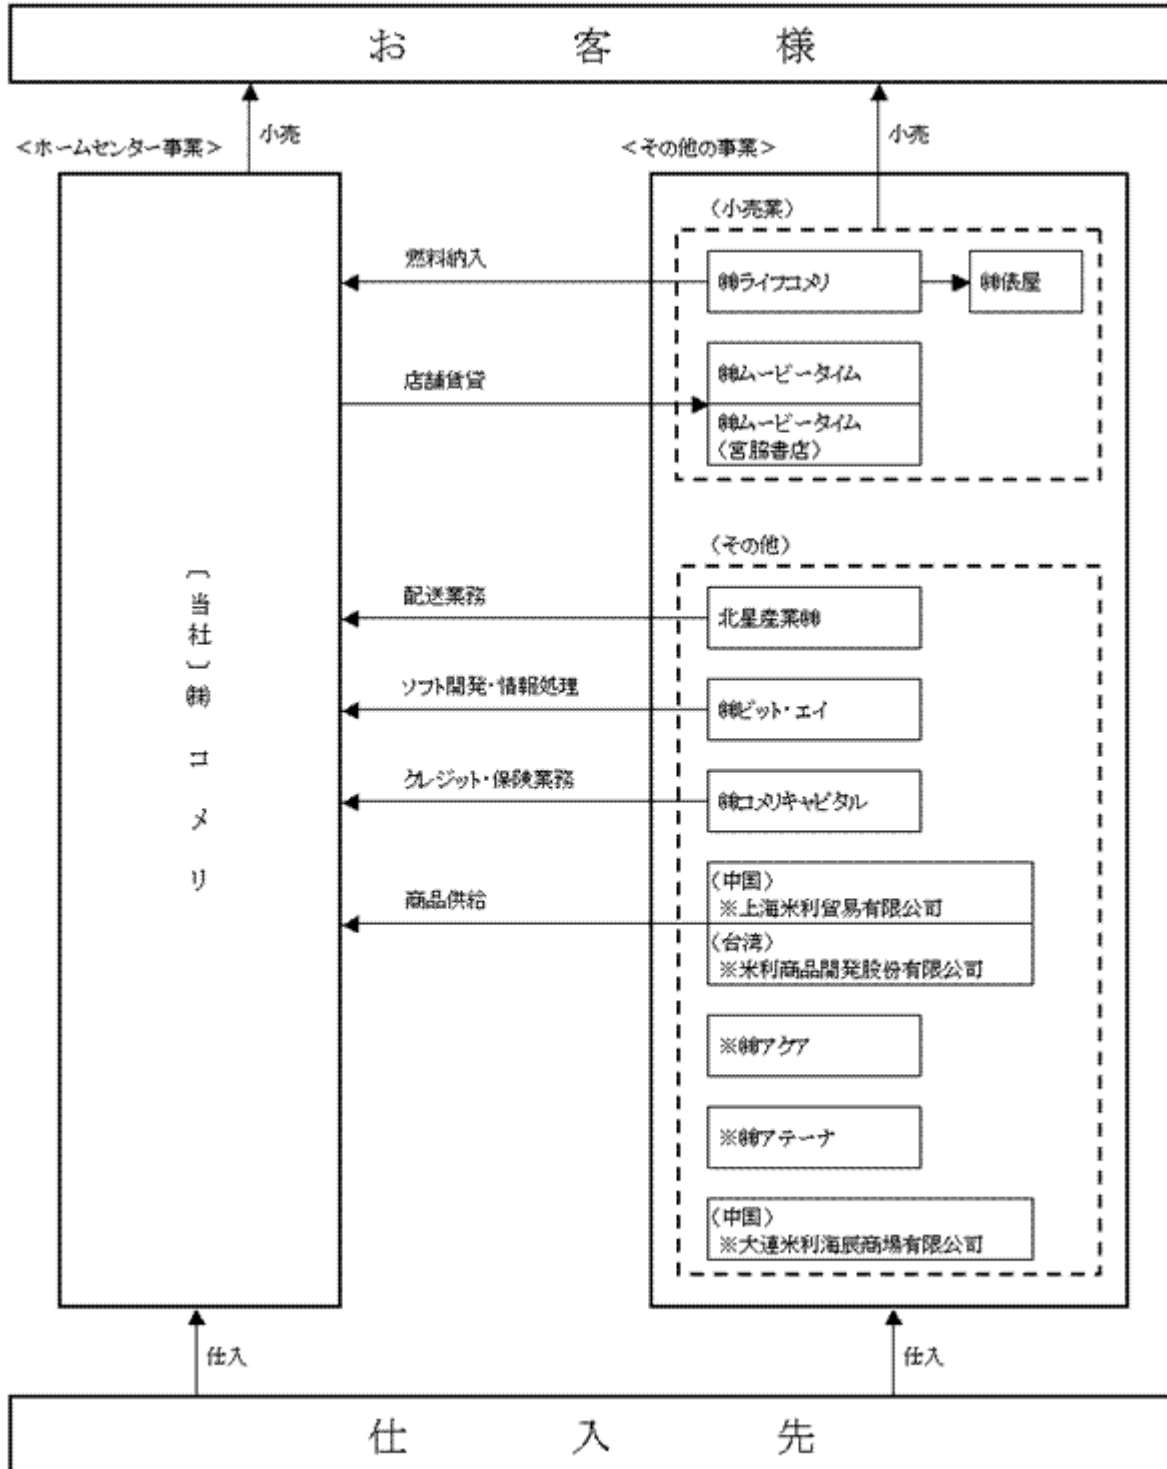 お客様
小売
小売
<ホームセンター事業>
<その他の事業>
(小売業)
燃料納入
㈱ライフコメリ
㈱俵屋
店舗賃貸
㈱ムービータイム
㈱ムービータイム
(宮脇書店)
(その他)
[当社]㈱コメリ
配送業務
北星産業㈱
ソフト開発・情報処理
㈱ビット・エイ
クレジット・保険業務
㈱コメリキャピタル
商品供給
(中国)
※上海米利貿易有限公司
(台湾)
※米利商品開発股份有限公司
※㈱アクア
※㈱アテーナ
(中国)
※大連米利海辰商場有限公司
仕入
仕入
仕入先